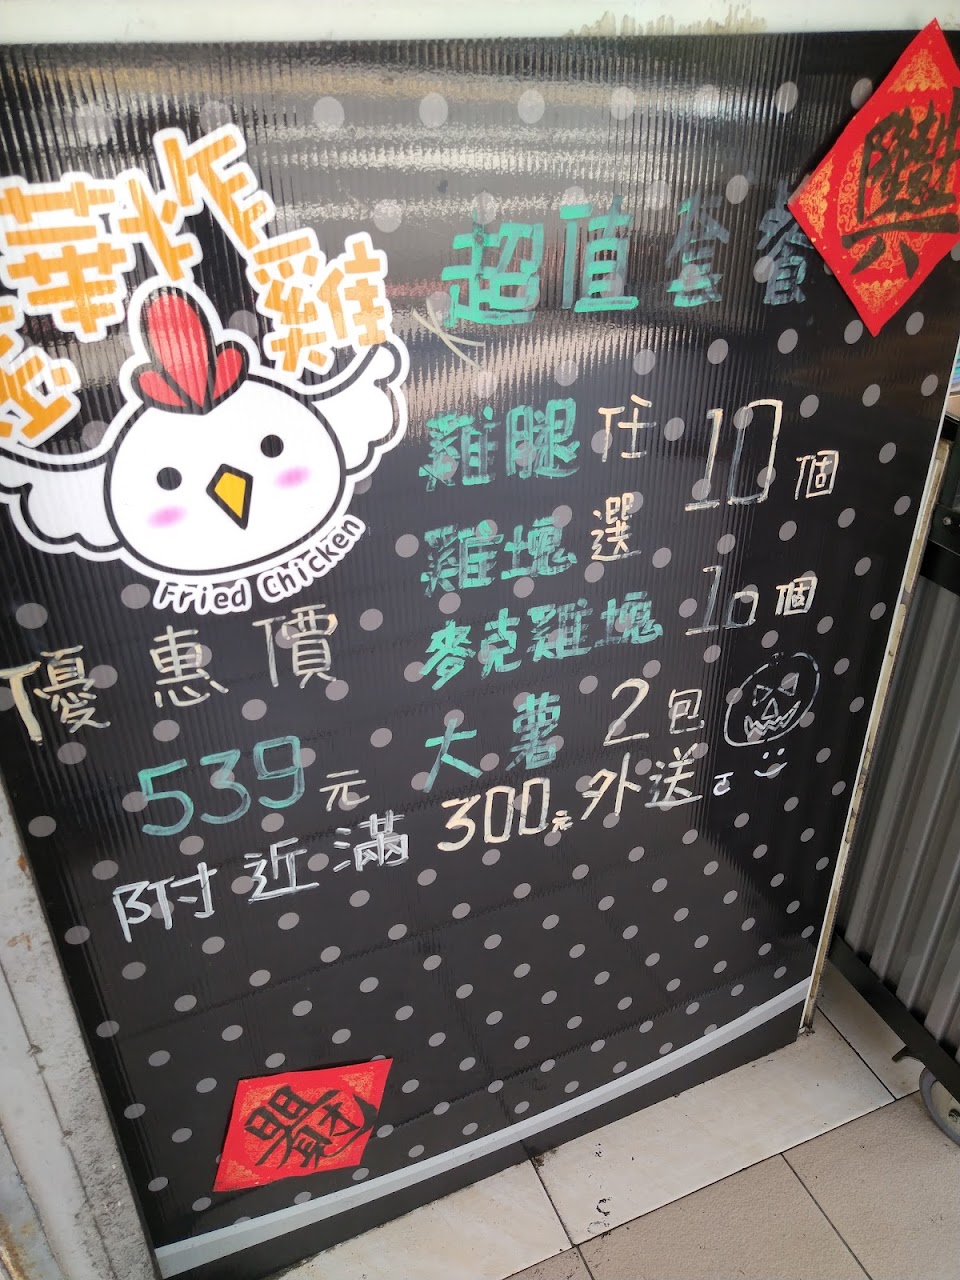 華炸雞
Fried Chicken
興
超值套餐
雞腿 任選 10個
雞塊
麥克雞塊 10個
大薯 2包
優惠價
539元
附近滿300元外送